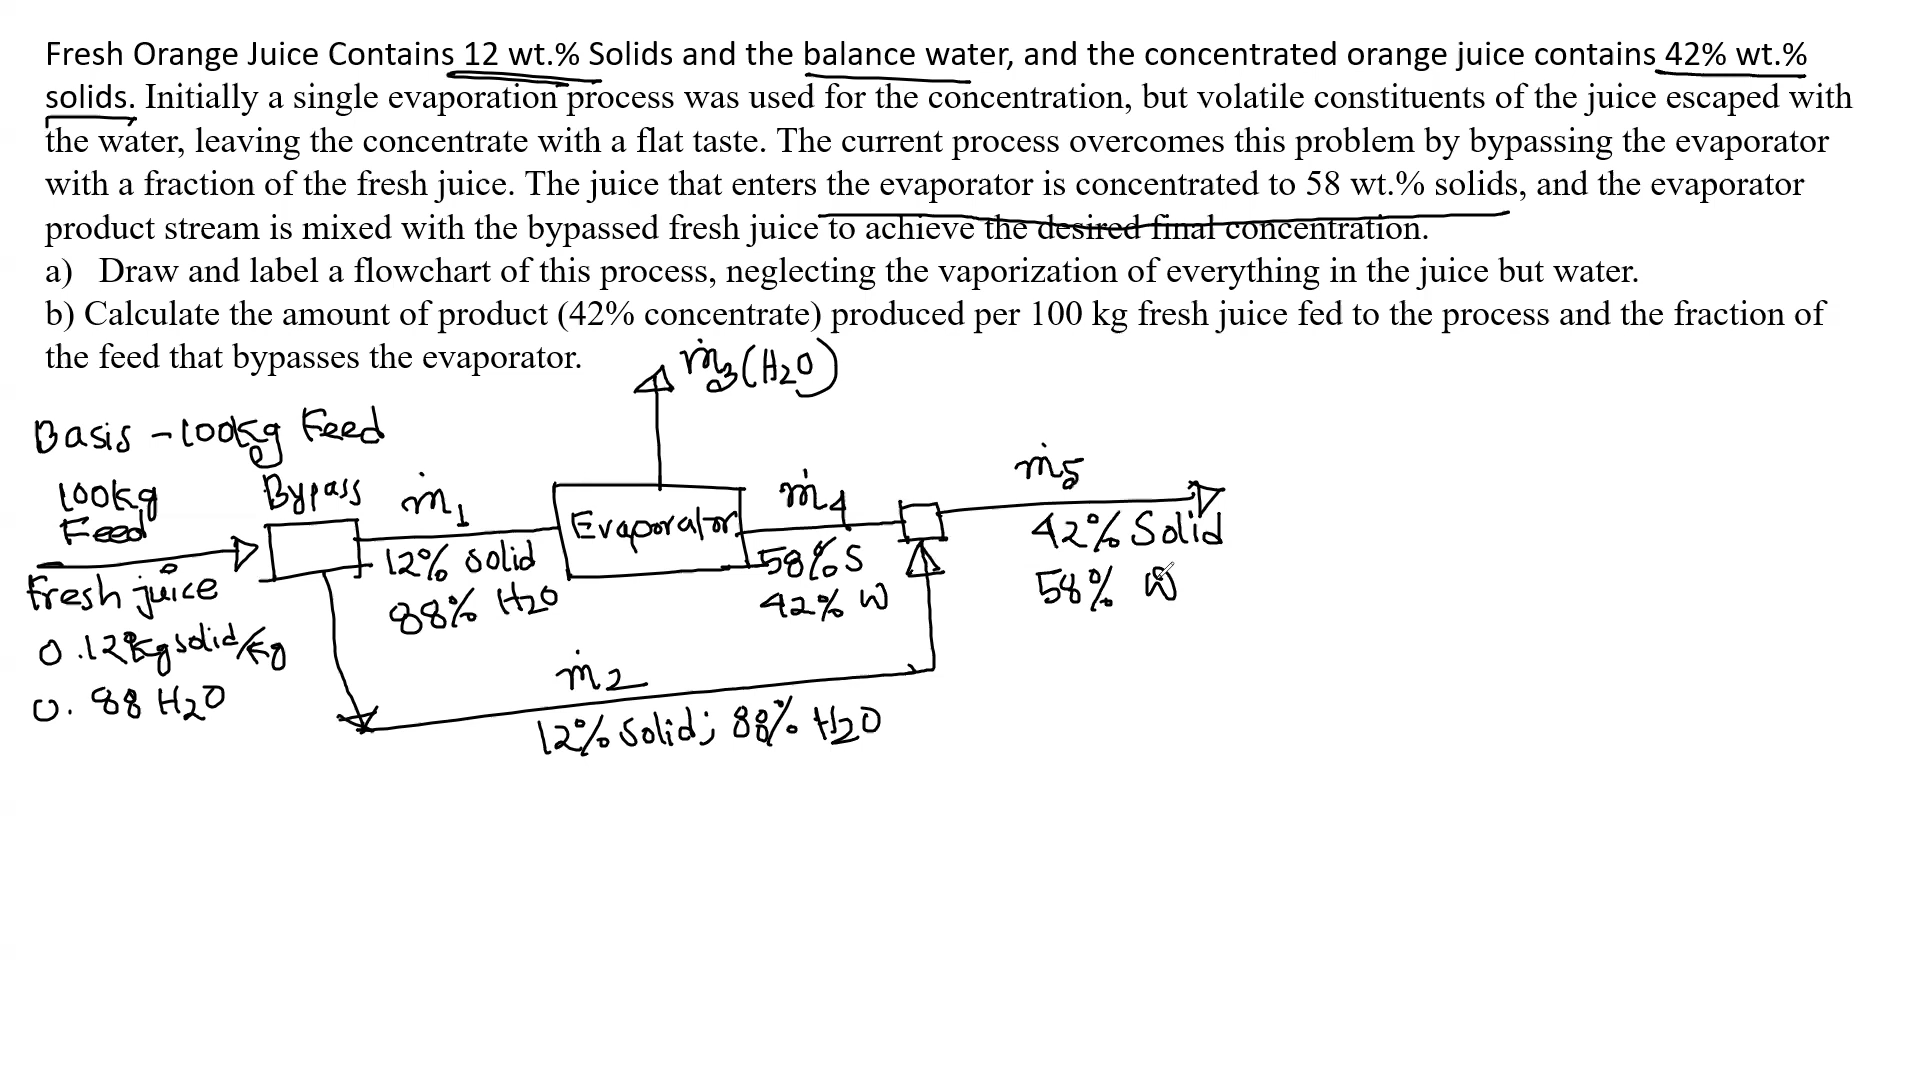 Fresh Orange Juice Contains 12 wt.% Solids and the balance water, and the concentrated orange juice contains 42% wt.%
solids. Initially a single evaporation process was used for the concentration, but volatile constituents of the juice escaped with
the water, leaving the concentrate with a flat taste. The current process overcomes this problem by bypassing the evaporator
with a fraction of the fresh juice. The juice that enters the evaporator is concentrated to 58 wt.% solids, and the evaporator
product stream is mixed with the bypassed fresh juice to achieve the desired final concentration.
a) Draw and label a flowchart of this process, neglecting the vaporization of everything in the juice but water.
b) Calculate the amount of product (42% concentrate) produced per 100 kg fresh juice fed to the process and the fraction of
the feed that bypasses the evaporator.
ṁ3 (H2O)
Basis - 100kg Feed
100kg
Feed
Bypass
ṁ1
Evaporator
ṁ4
ṁ5
12% solid
88% H2O
58% S
42% W
42% Solid
58% W
Fresh juice
0.12kg solid/kg
0.88 H2O
ṁ2
12% Solid; 88% H2O